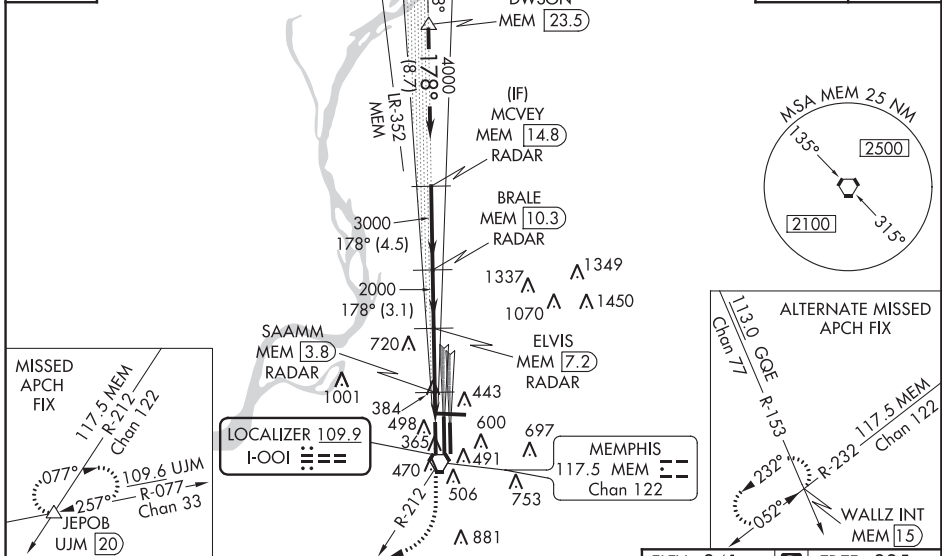 DWSON
MEM 23.5
178°
(8.7)
4000
LR-352
MEM
(IF)
MCVEY
MEM 14.8
RADAR
BRALE
MEM 10.3
RADAR
3000
178° (4.5)
2000
178° (3.1)
MSA MEM 25 NM
135°
2500
2100
315°
1337
1349
1070
1450
SAAMM
MEM 3.8
RADAR
720
ELVIS
MEM 7.2
RADAR
1001
384
443
498
600
365
697
470
491
506
753
881
LOCALIZER 109.9
I-OOI
MEMPHIS
117.5 MEM
Chan 122
R-212
MISSED
APCH
FIX
117.5 MEM
R-212
Chan 122
077°
257°
109.6 UJM
R-077
Chan 33
JEPOB
UJM 20
ALTERNATE MISSED
APCH FIX
113.0 GQE
Chan 77
R-153
117.5 MEM
R-232
Chan 122
232°
052°
WALLZ INT
MEM 15